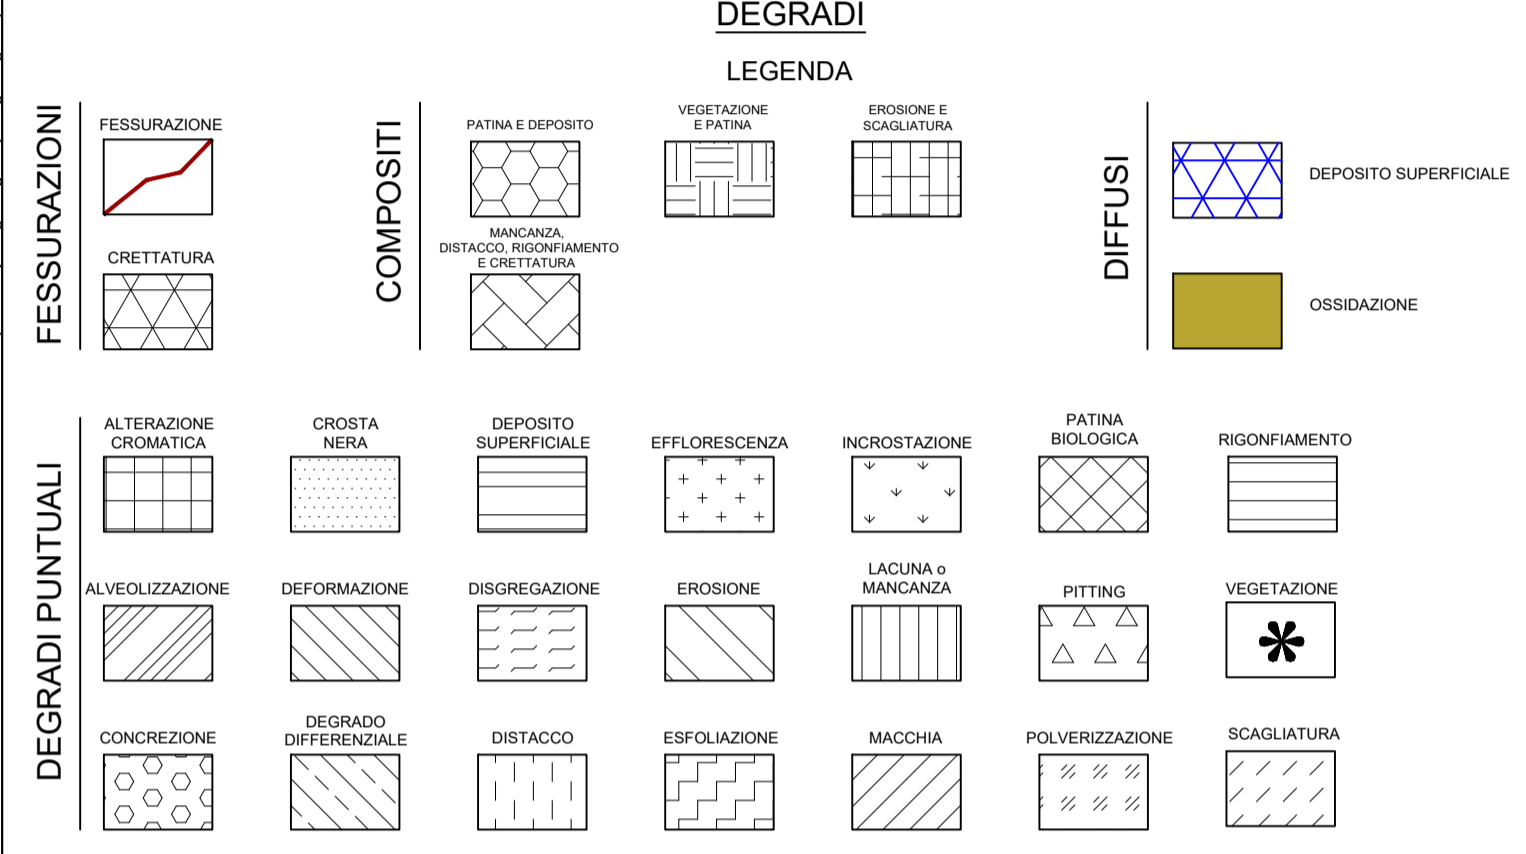 DEGRADI
LEGENDA
FESSURAZIONI
FESSURAZIONE
CRETTATURA
COMPOSITI
PATINA E DEPOSITO
VEGETAZIONE
E PATINA
EROSIONE E
SCAGLIATURA
MANCANZA,
DISTACCO, RIGONFIAMENTO
E CRETTATURA
DIFFUSI
DEPOSITO SUPERFICIALE
OSSIDAZIONE
DEGRADI PUNTUALI
ALTERAZIONE
CROMATICA
CROSTA
NERA
DEPOSITO
SUPERFICIALE
EFFLORESCENZA
INCROSTAZIONE
PATINA
BIOLOGICA
RIGONFIAMENTO
ALVEOLIZZAZIONE
DEFORMAZIONE
DISGREGAZIONE
EROSIONE
LACUNA o
MANCANZA
PITTING
VEGETAZIONE
CONCREZIONE
DEGRADO
DIFFERENZIALE
DISTACCO
ESFOLIAZIONE
MACCHIA
POLVERIZZAZIONE
SCAGLIATURA